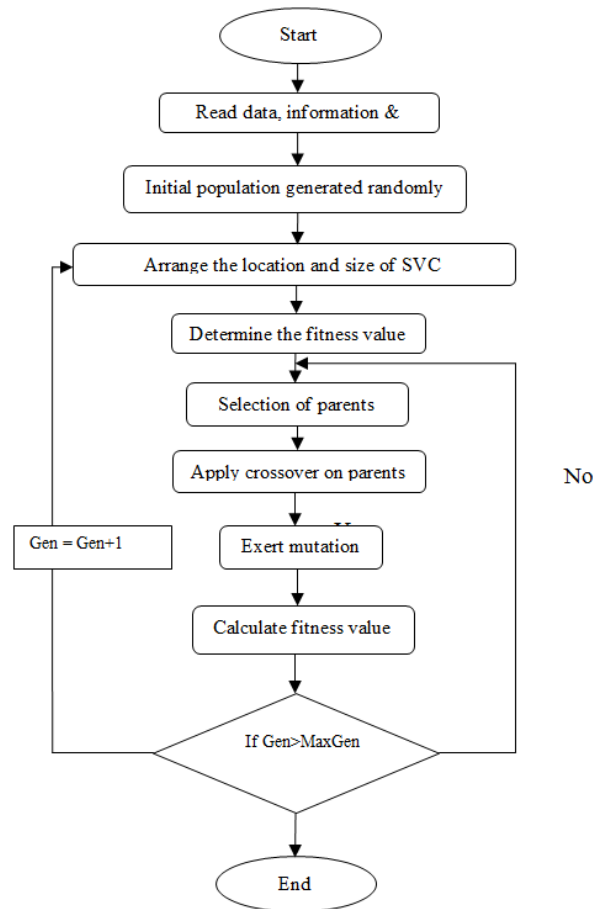 Start
Read data, information &
Initial population generated randomly
Arrange the location and size of SVC
Determine the fitness value
Selection of parents
Apply crossover on parents
No
Gen = Gen+1
Exert mutation
Calculate fitness value
If Gen>MaxGen
End